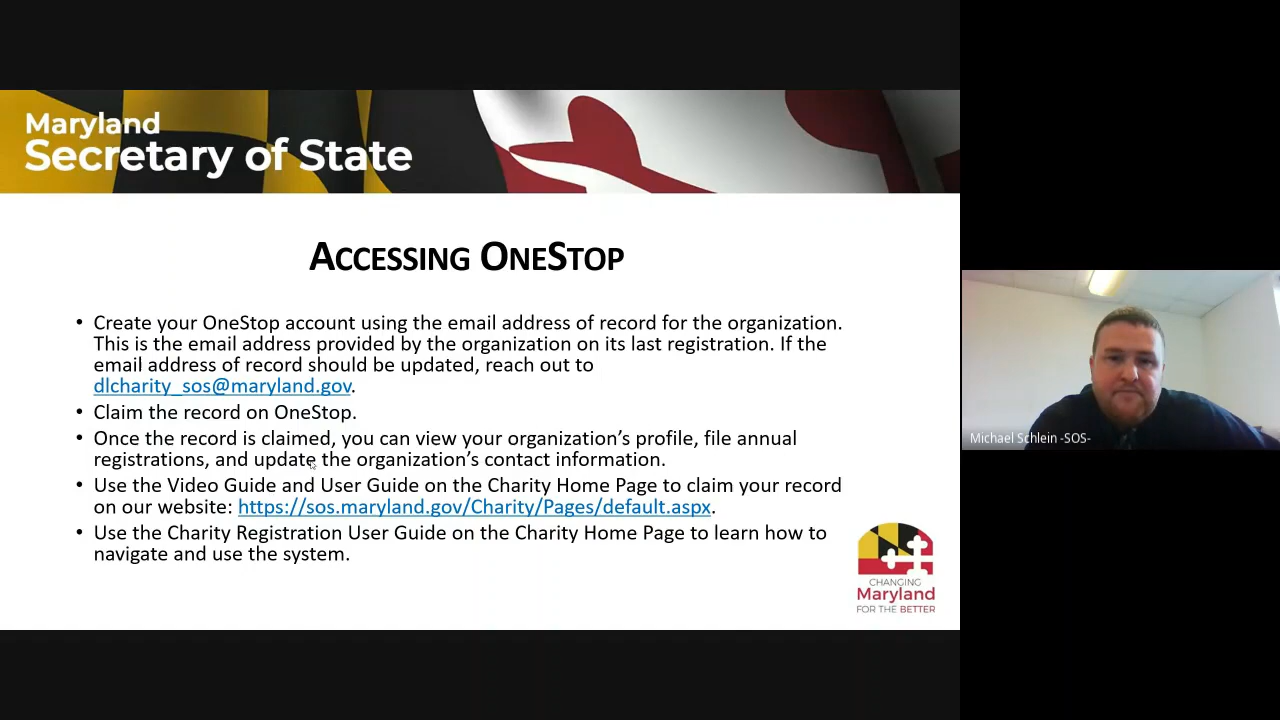 Maryland
Secretary of State
ACCESSING ONESTOP
• Create your OneStop account using the email address of record for the organization.
This is the email address provided by the organization on its last registration. If the
email address of record should be updated, reach out to
dlcharity_sos@maryland.gov.
• Claim the record on OneStop.
• Once the record is claimed, you can view your organization’s profile, file annual
registrations, and update the organization’s contact information.
• Use the Video Guide and User Guide on the Charity Home Page to claim your record
on our website: https://sos.maryland.gov/Charity/Pages/default.aspx.
• Use the Charity Registration User Guide on the Charity Home Page to learn how to
navigate and use the system.
CHANGING
Maryland
FOR THE BETTER
Michael Schlein -SOS-